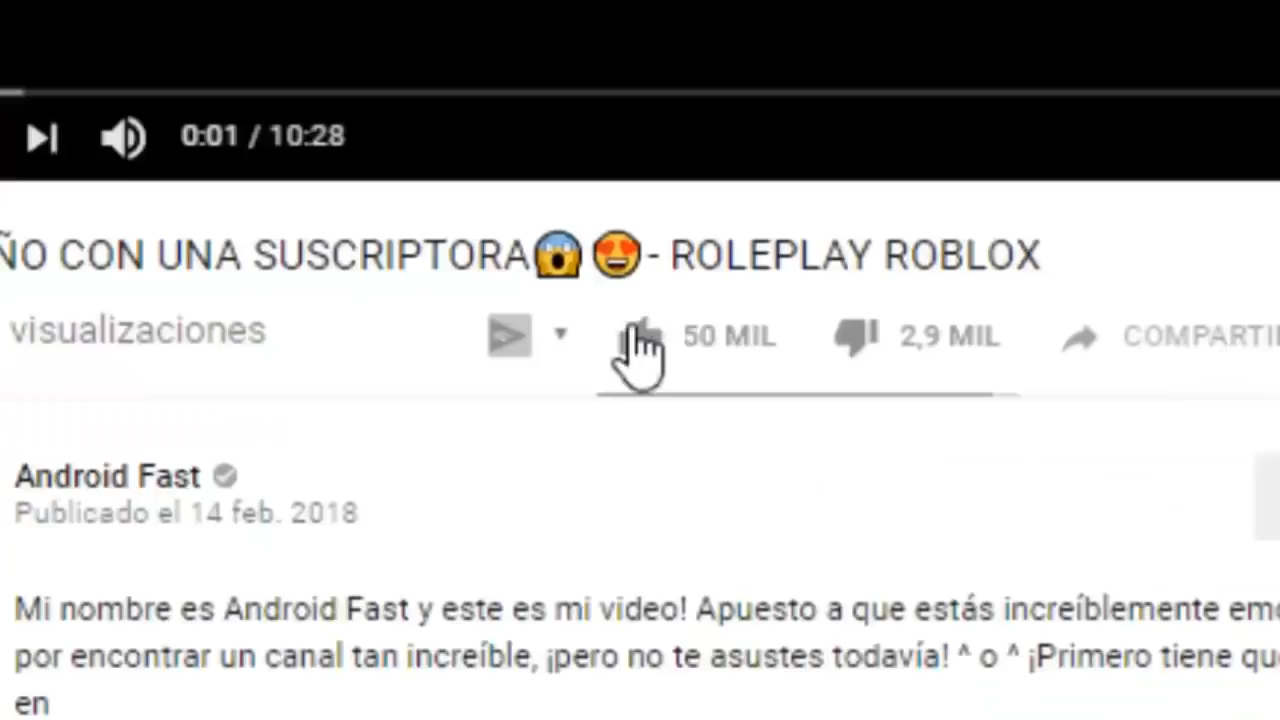 0:01 / 10:28
ÑO CON UNA SUSCRIPTORA😱 😍- ROLEPLAY ROBLOX
visualizaciones
50 MIL
2,9 MIL
COMPARTI
Android Fast
Publicado el 14 feb. 2018
Mi nombre es Android Fast y este es mi video! Apuesto a que estás increíblemente em
por encontrar un canal tan increíble, ¡pero no te asustes todavía! ^ o ^ ¡Primero tiene qu
en